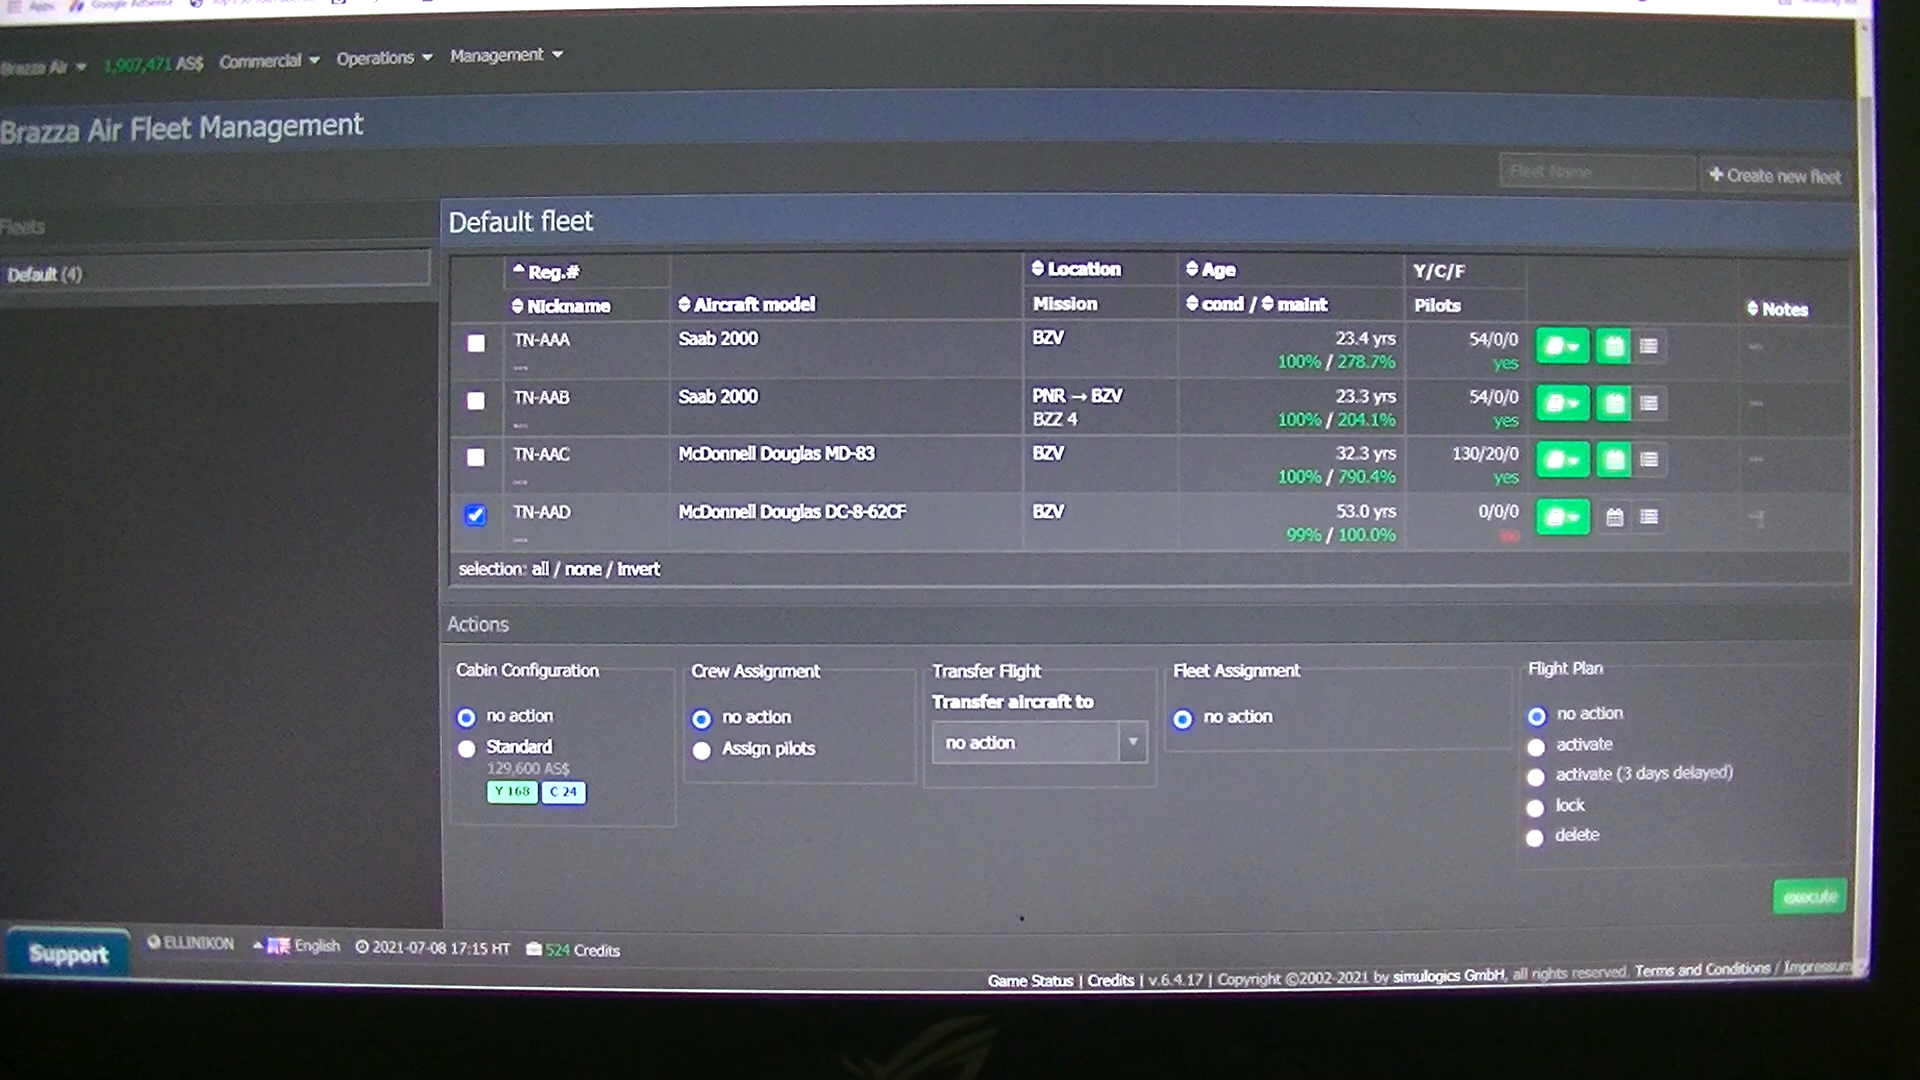 Apps Google AdSense
Brazza Air 1,907,471 AS$ Commercial Operations Management
Brazza Air Fleet Management
Fleet Name + Create new fleet
Fleets
Default (4)
Default fleet
Reg.# Location Age Y/C/F
Nickname Aircraft model Mission cond / maint Pilots Notes
TN-AAA Saab 2000 BZV 23.4 yrs 54/0/0
--- 100% / 278.7% yes ---
TN-AAB Saab 2000 PNR → BZV 23.3 yrs 54/0/0
--- BZZ 4 100% / 204.1% yes ---
TN-AAC McDonnell Douglas MD-83 BZV 32.3 yrs 130/20/0
--- 100% / 790.4% yes ---
TN-AAD McDonnell Douglas DC-8-62CF BZV 53.0 yrs 0/0/0
--- 99% / 100.0% no
selection: all / none / invert
Actions
Cabin Configuration Crew Assignment Transfer Flight Fleet Assignment Flight Plan
Transfer aircraft to
no action no action no action no action no action
Standard Assign pilots activate
129,600 AS$ activate (3 days delayed)
Y 168 C 24 lock
delete
execute
Support ELLINIKON English 2021-07-08 17:15 HT 524 Credits
Game Status | Credits | v.6.4.17 | Copyright ©2002-2021 by simulogics GmbH, all rights reserved. Terms and Conditions / Impressum